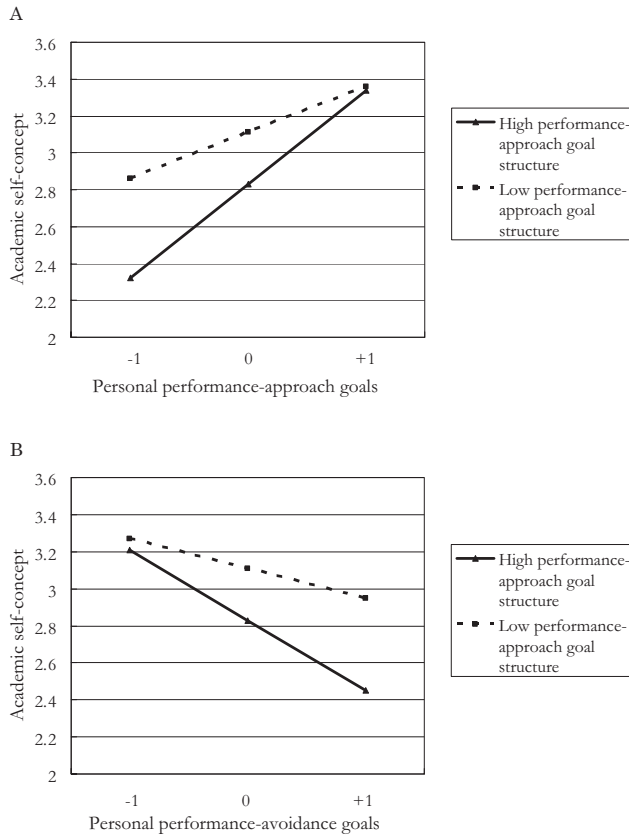 A
3.6
3.4
3.2
3
2.8
2.6
2.4
2.2
2
Academic self-concept
-1
0
+1
Personal performance-approach goals
High performance-
approach goal
structure
Low performance-
approach goal
structure
B
3.6
3.4
3.2
3
2.8
2.6
2.4
2.2
2
Academic self-concept
-1
0
+1
Personal performance-avoidance goals
High performance-
approach goal
structure
Low performance-
approach goal
structure